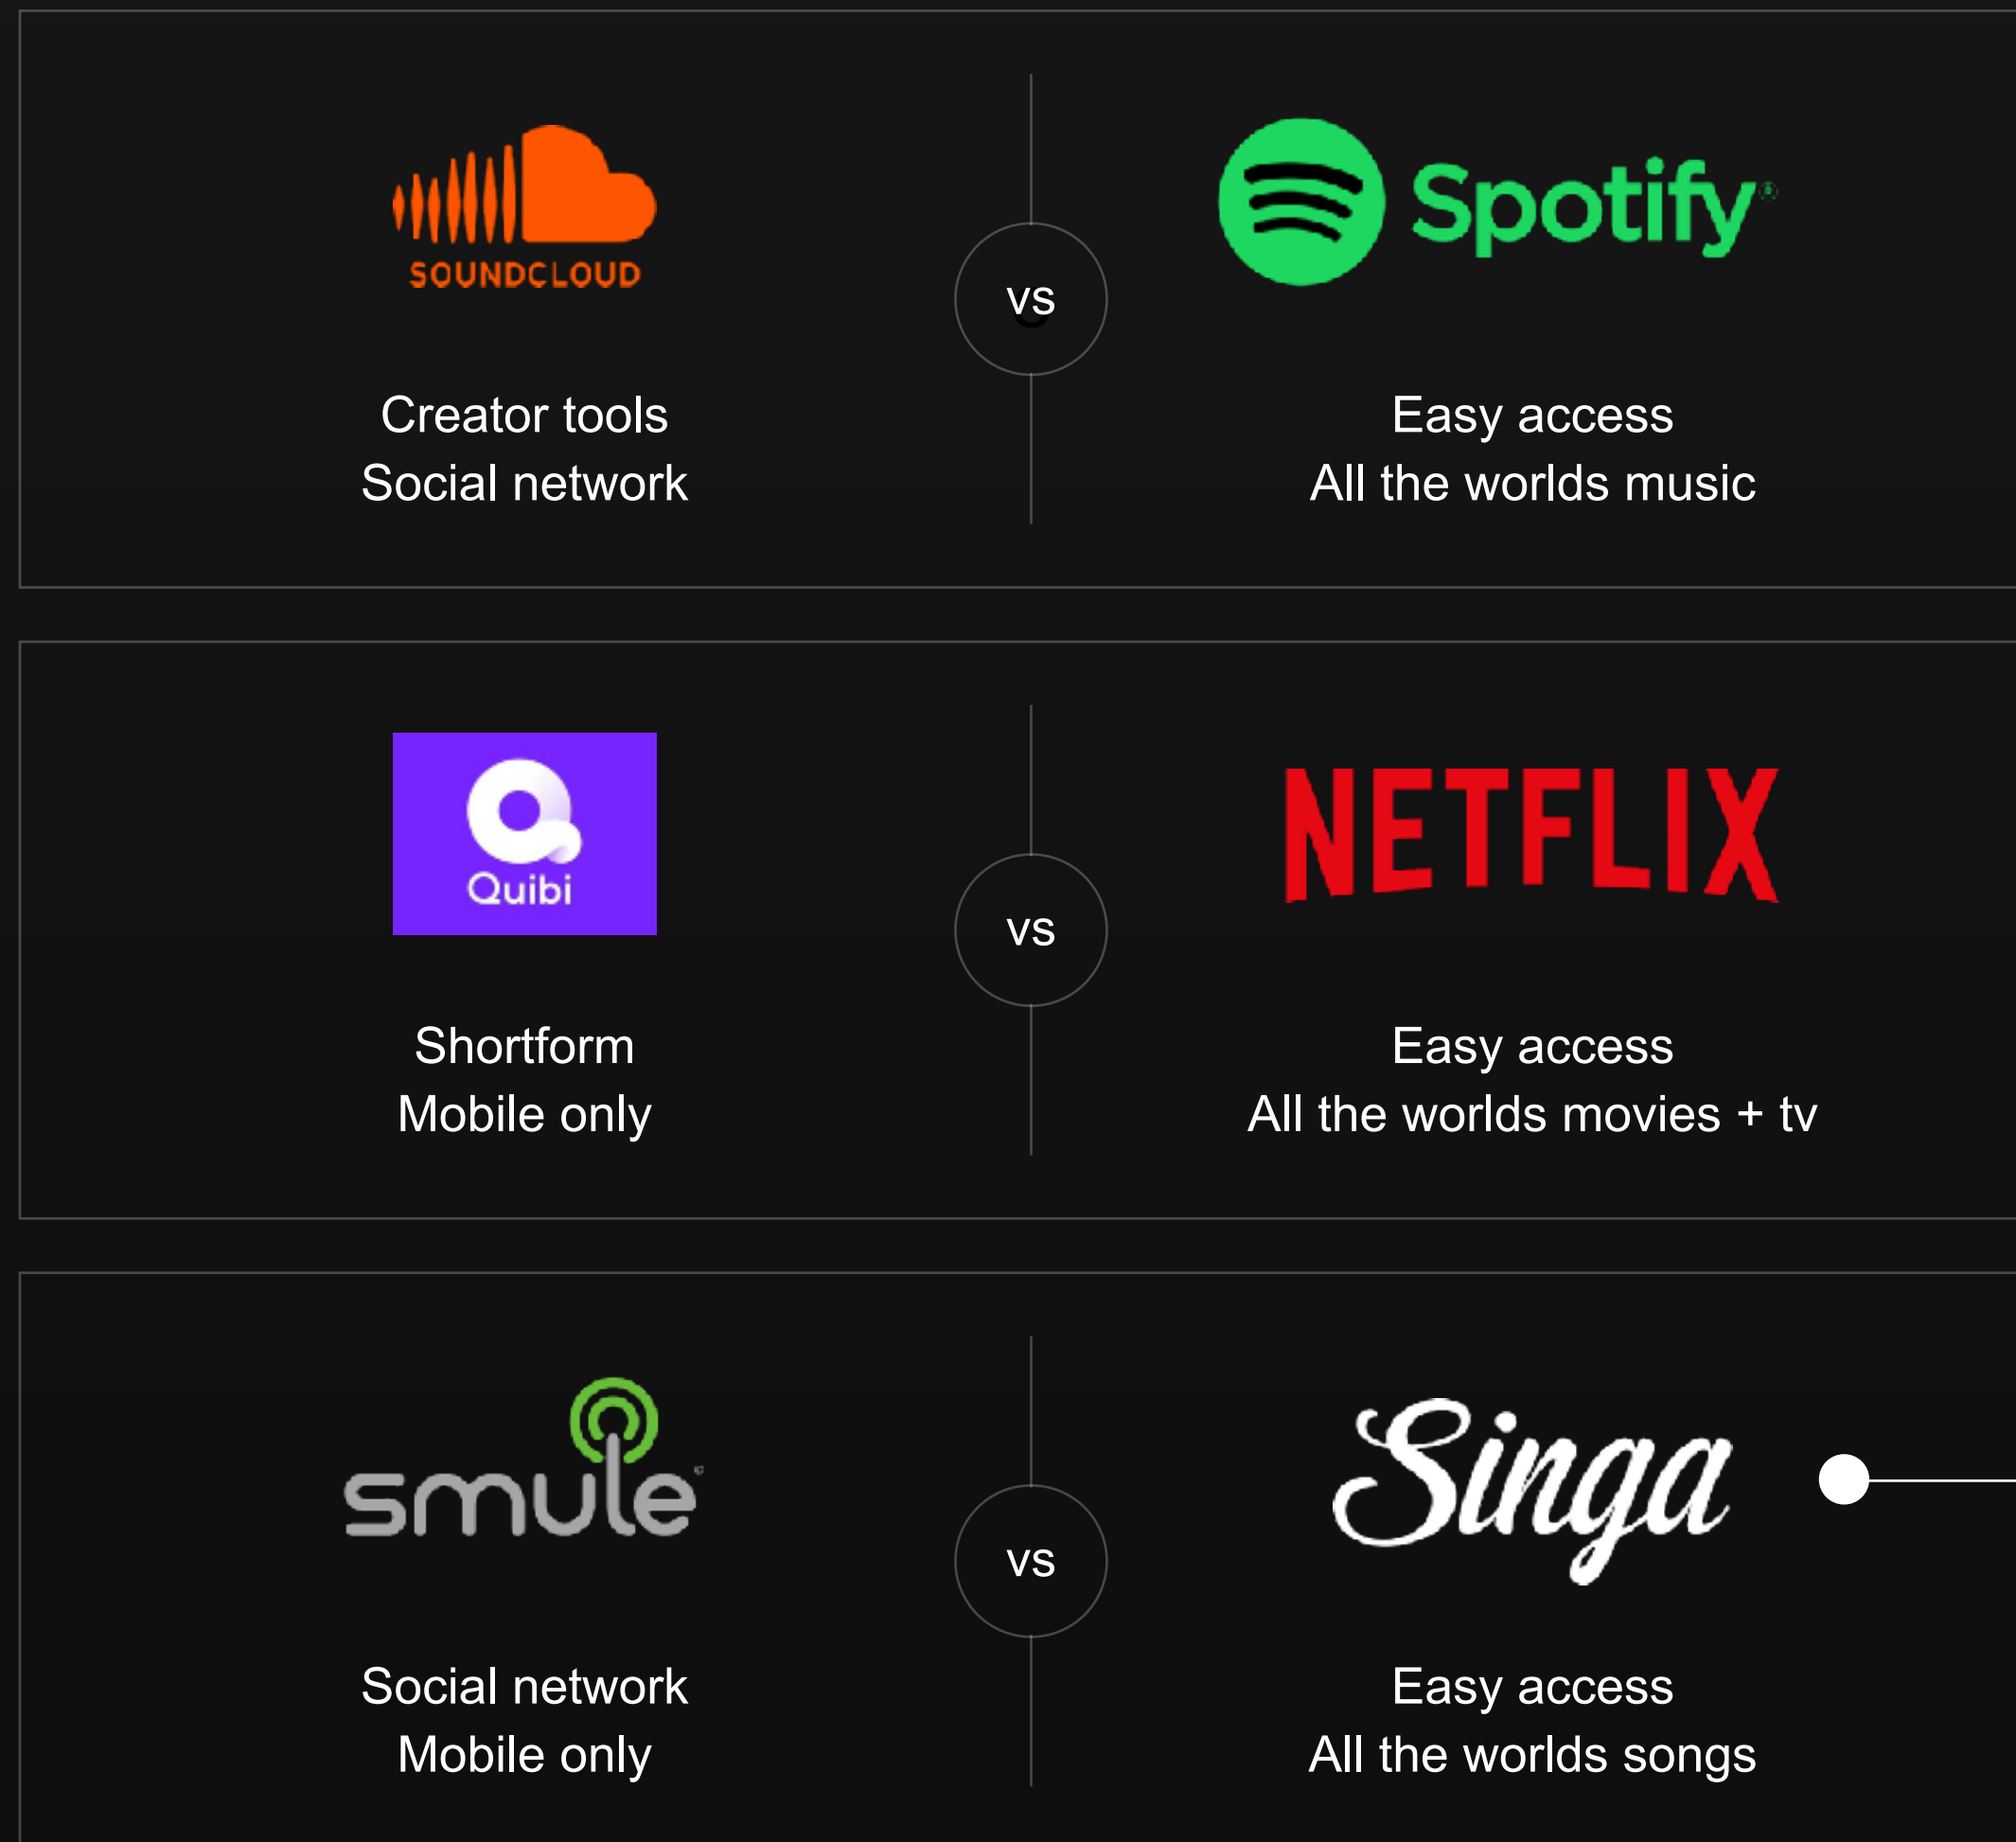 SOUNDCLOUD
vs
Spotify®
Creator tools
Social network
Easy access
All the worlds music
Quibi
vs
NETFLIX
Shortform
Mobile only
Easy access
All the worlds movies + tv
smule
vs
Singa
Social network
Mobile only
Easy access
All the worlds songs